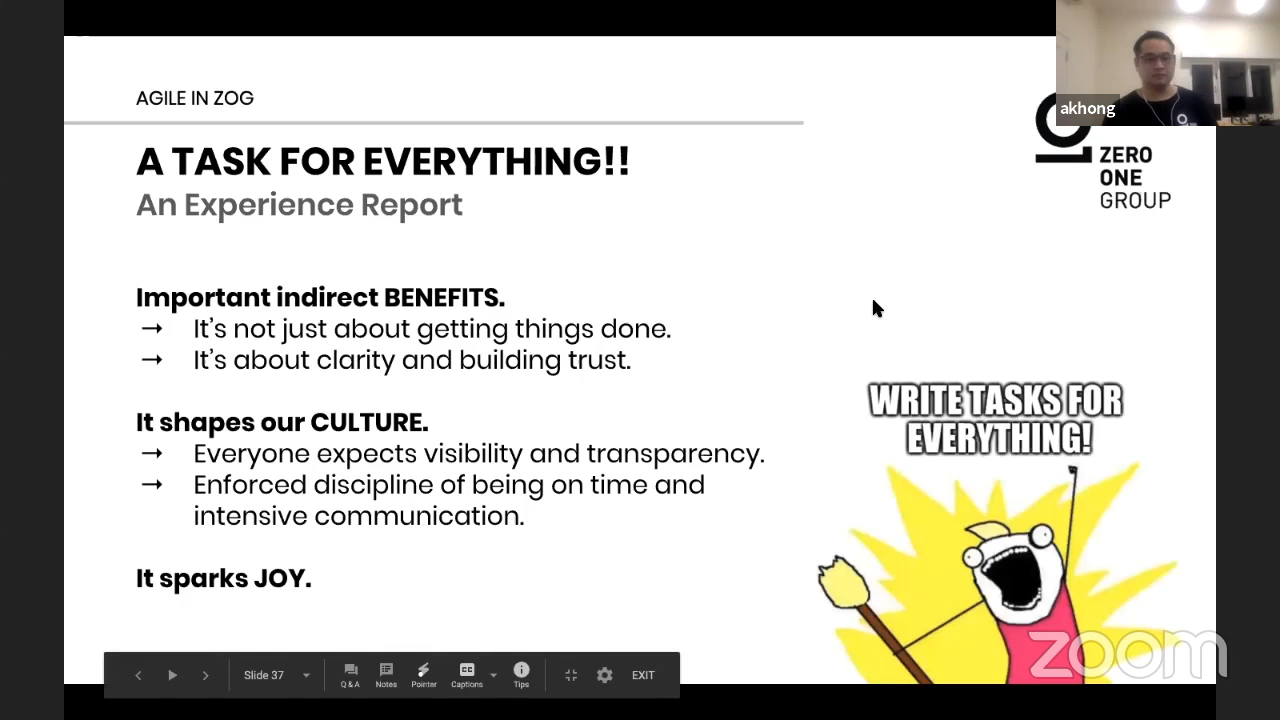 AGILE IN ZOG
A TASK FOR EVERYTHING!!
An Experience Report
akhong
ZERO
ONE
GROUP
Important indirect BENEFITS.
→ It's not just about getting things done.
→ It's about clarity and building trust.
It shapes our CULTURE.
→ Everyone expects visibility and transparency.
→ Enforced discipline of being on time and
intensive communication.
It sparks JOY.
WRITE TASKS FOR
EVERYTHING!
zoom
Slide 37
Q & A
Notes
Pointer
Captions
Tips
EXIT